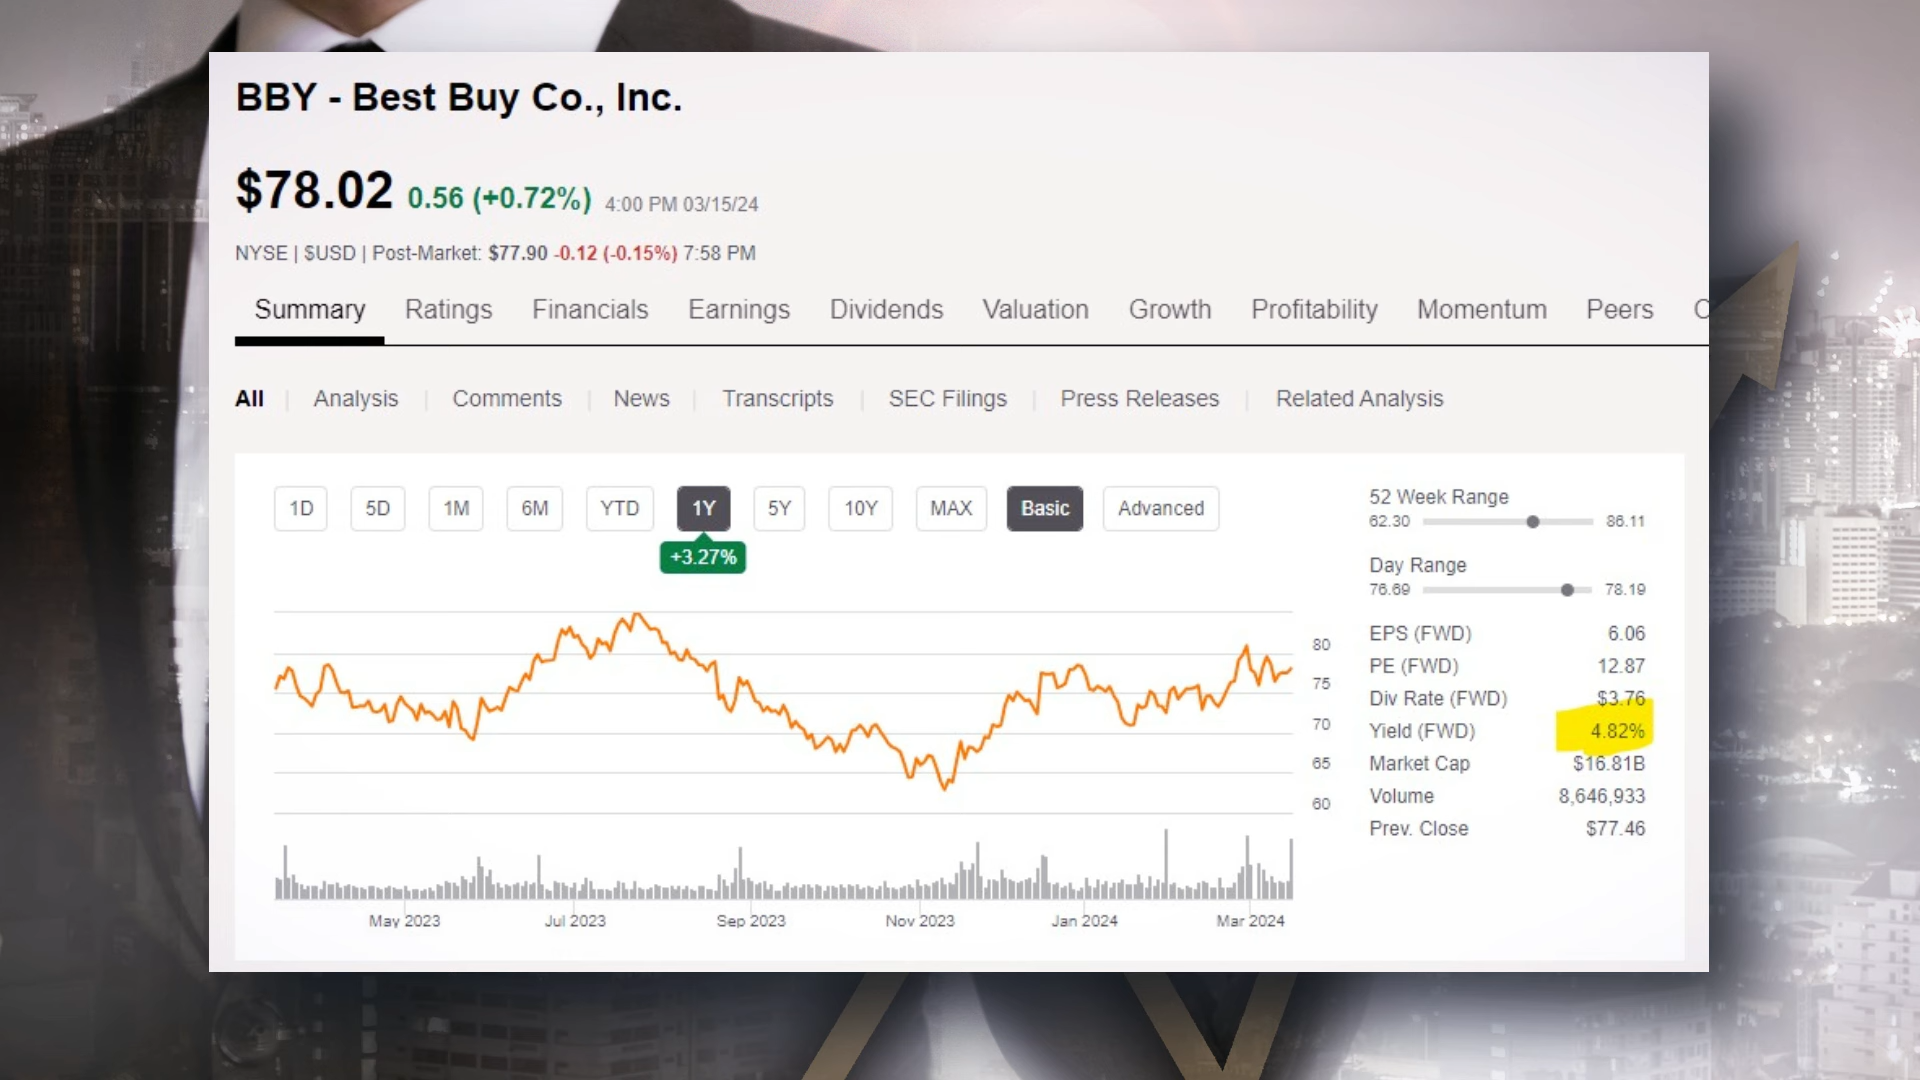 BBY - Best Buy Co., Inc.
$78.02 0.56 (+0.72%) 4:00 PM 03/15/24
NYSE | $USD | Post-Market: $77.90 -0.12 (-0.15%) 7:58 PM
Summary Ratings Financials Earnings Dividends Valuation Growth Profitability Momentum Peers
All Analysis Comments News Transcripts SEC Filings Press Releases Related Analysis
1D 5D 1M 6M YTD 1Y 5Y 10Y MAX Basic Advanced
+3.27%
80
75
70
65
60
May 2023 Jul 2023 Sep 2023 Nov 2023 Jan 2024 Mar 2024
52 Week Range
62.30 86.11
Day Range
76.69 78.19
EPS (FWD) 6.06
PE (FWD) 12.87
Div Rate (FWD) $3.76
Yield (FWD) 4.82%
Market Cap $16.81B
Volume 8,646,933
Prev. Close $77.46